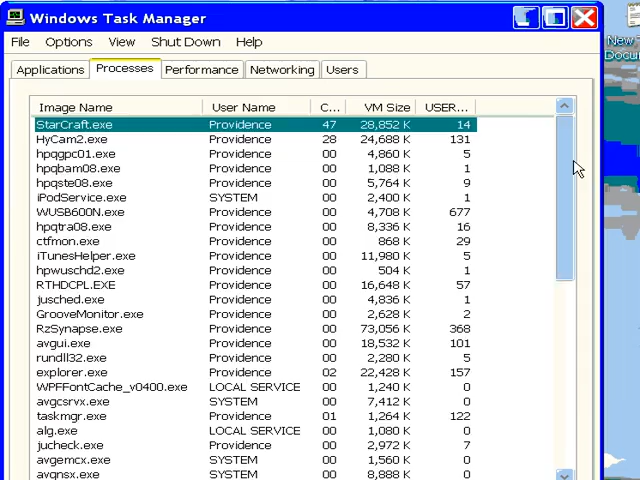 Windows Task Manager
File Options View Shut Down Help
Applications Processes Performance Networking Users
Image Name User Name C... VM Size USER...
StarCraft.exe Providence 47 28,852 K 14
HyCam2.exe Providence 28 24,688 K 131
hpqgpc01.exe Providence 00 4,860 K 5
hpqbam08.exe Providence 00 1,088 K 1
hpqste08.exe Providence 00 5,764 K 9
iPodService.exe SYSTEM 00 2,400 K 1
WUSB600N.exe Providence 00 4,708 K 677
hpqtra08.exe Providence 00 8,336 K 16
ctfmon.exe Providence 00 868 K 29
iTunesHelper.exe Providence 00 11,980 K 5
hpwuschd2.exe Providence 00 504 K 1
RTHDCPL.EXE Providence 00 16,648 K 57
jusched.exe Providence 00 4,836 K 1
GrooveMonitor.exe Providence 00 2,628 K 2
RzSynapse.exe Providence 00 73,056 K 368
avgui.exe Providence 00 18,532 K 101
rundll32.exe Providence 00 2,280 K 5
explorer.exe Providence 02 22,428 K 157
WPFFontCache_v0400.exe LOCAL SERVICE 00 1,240 K 0
avgcsrvx.exe SYSTEM 00 7,412 K 0
taskmgr.exe Providence 01 1,264 K 122
alg.exe LOCAL SERVICE 00 1,080 K 0
jucheck.exe Providence 00 2,972 K 7
avgemcx.exe SYSTEM 00 1,560 K 0
avgnsx.exe SYSTEM 00 8,888 K 0
New T
Docum